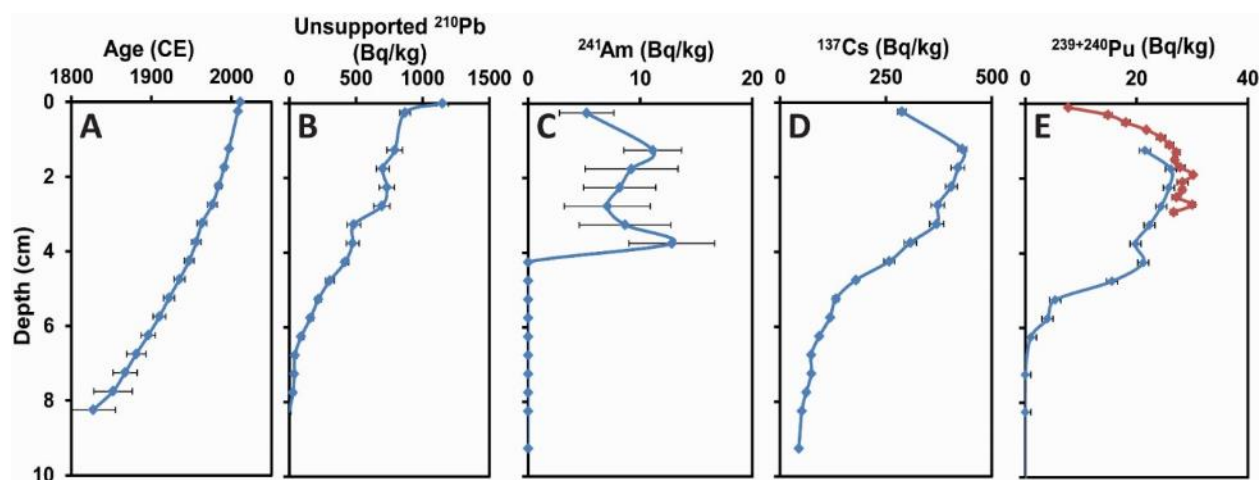 Age (CE)
1800 1900 2000
Unsupported ²¹⁰Pb
(Bq/kg)
0 500 1000 1500
²⁴¹Am (Bq/kg)
0 10 20
¹³⁷Cs (Bq/kg)
0 250 500
²³⁹⁺²⁴⁰Pu (Bq/kg)
0 20 40
Depth (cm)
0
2
4
6
8
10
A
B
C
D
E